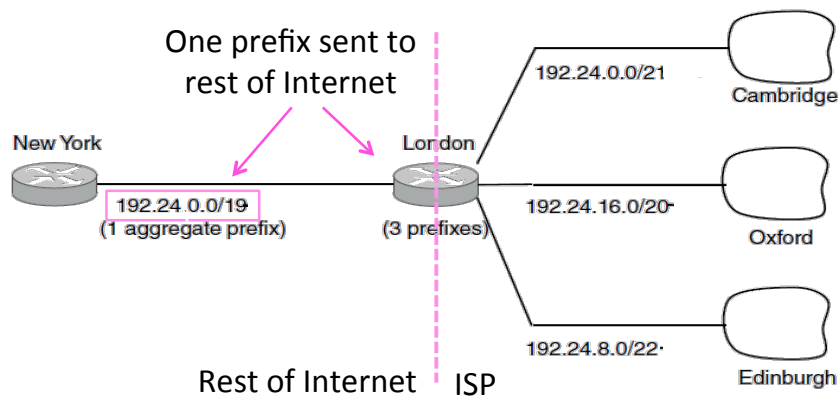 One prefix sent to
rest of Internet
New York
London
192.24.0.0/19
(1 aggregate prefix)
(3 prefixes)
192.24.0.0/21
Cambridge
192.24.16.0/20
Oxford
192.24.8.0/22
Edinburgh
Rest of Internet
ISP